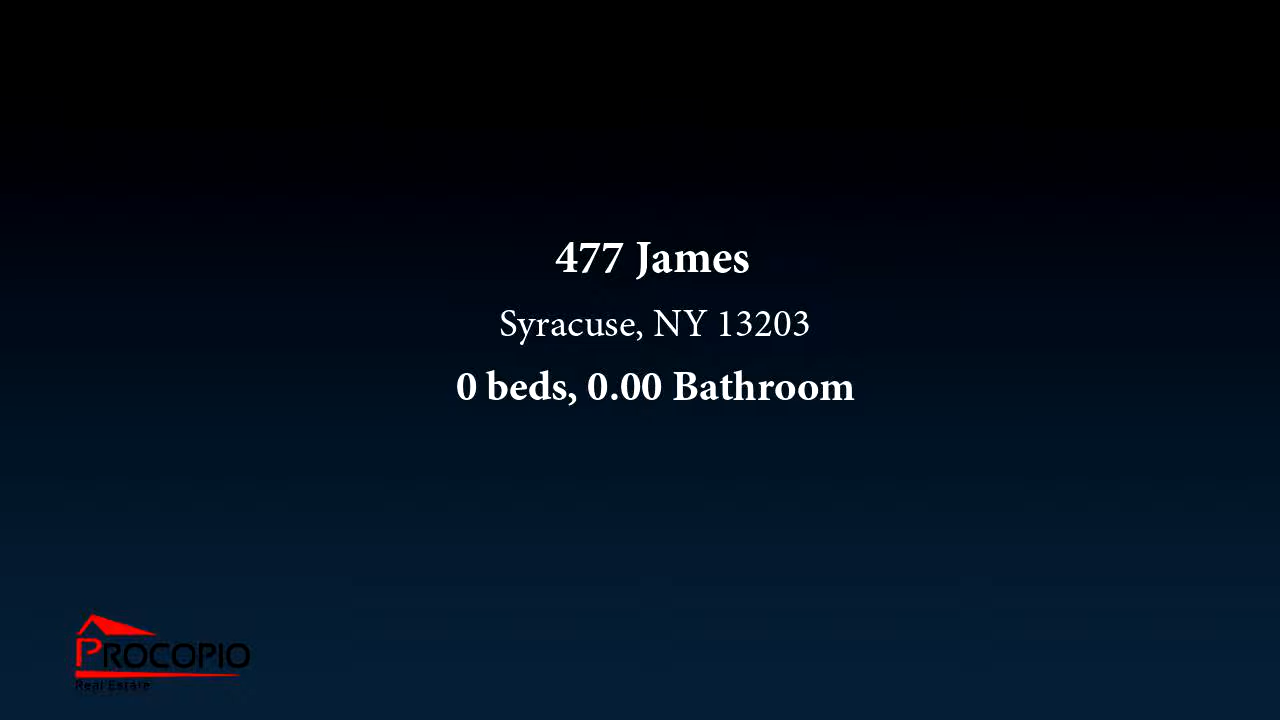 477 James
Syracuse, NY 13203
0 beds, 0.00 Bathroom
PROCOPIO
Real Estate